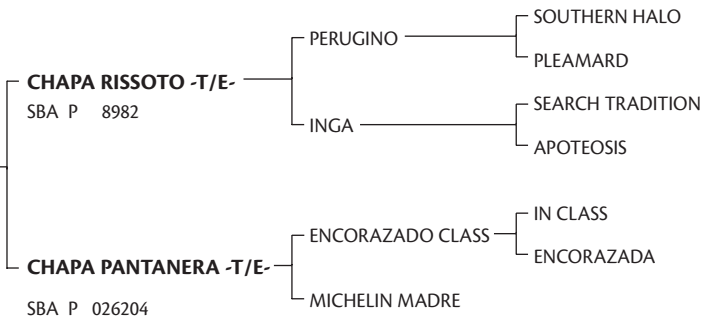 SOUTHERN HALO
PERUGINO
PLEAMARD
CHAPA RISSOTO -T/E-
SBA P 8982
SEARCH TRADITION
INGA
APOTEOSIS
IN CLASS
ENCORAZADO CLASS
ENCORAZADA
CHAPA PANTANERA -T/E-
MICHELIN MADRE
SBA P 026204